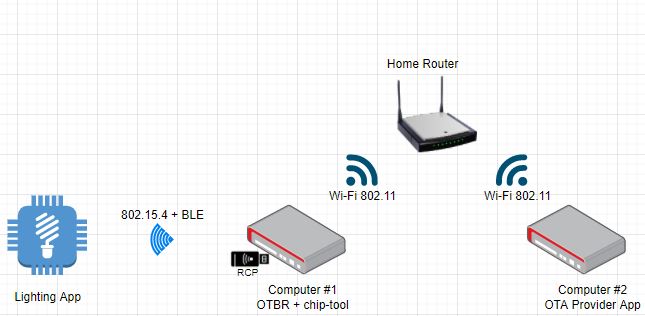 Home Router
Wi-Fi 802.11
Wi-Fi 802.11
802.15.4 + BLE
RCP
Lighting App
Computer #1
OTBR + chip-tool
Computer #2
OTA Provider App